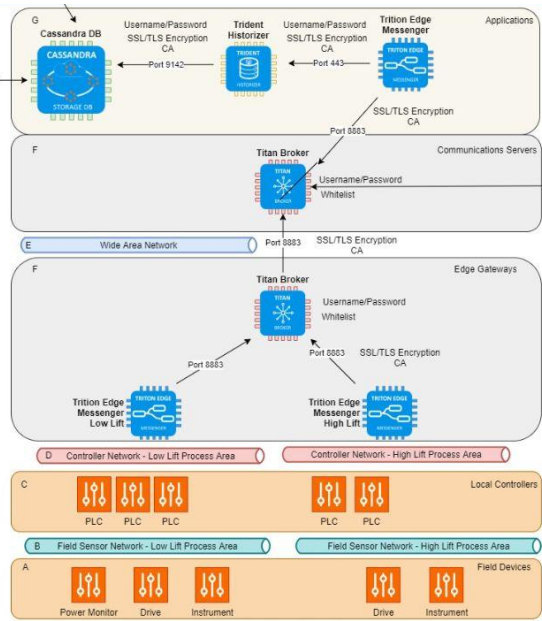 G
Applications
Cassandra DB
CASSANDRA
STORAGE DB
Username/Password
SSL/TLS Encryption
CA
Port 9142
Trident
Historizer
TRIDENT
HISTORIZER
Username/Password
SSL/TLS Encryption
CA
Port 443
Trition Edge
Messenger
TRITON EDGE
MESSENGER
SSL/TLS Encryption
CA
Port 8883
F
Communications Servers
Titan Broker
TITAN
BROKER
Username/Password
Whitelist
E
Wide Area Network
Port 8883
SSL/TLS Encryption
CA
F
Edge Gateways
Titan Broker
TITAN
BROKER
Username/Password
Whitelist
Port 8883
Port 8883
SSL/TLS Encryption
CA
Trition Edge
Messenger
Low Lift
TRITON EDGE
MESSENGER
Trition Edge
Messenger
High Lift
TRITON EDGE
MESSENGER
D
Controller Network - Low Lift Process Area
Controller Network - High Lift Process Area
C
Local Controllers
PLC
PLC
PLC
PLC
PLC
B
Field Sensor Network - Low Lift Process Area
Field Sensor Network - High Lift Process Area
A
Field Devices
Power Monitor
Drive
Instrument
Drive
Instrument